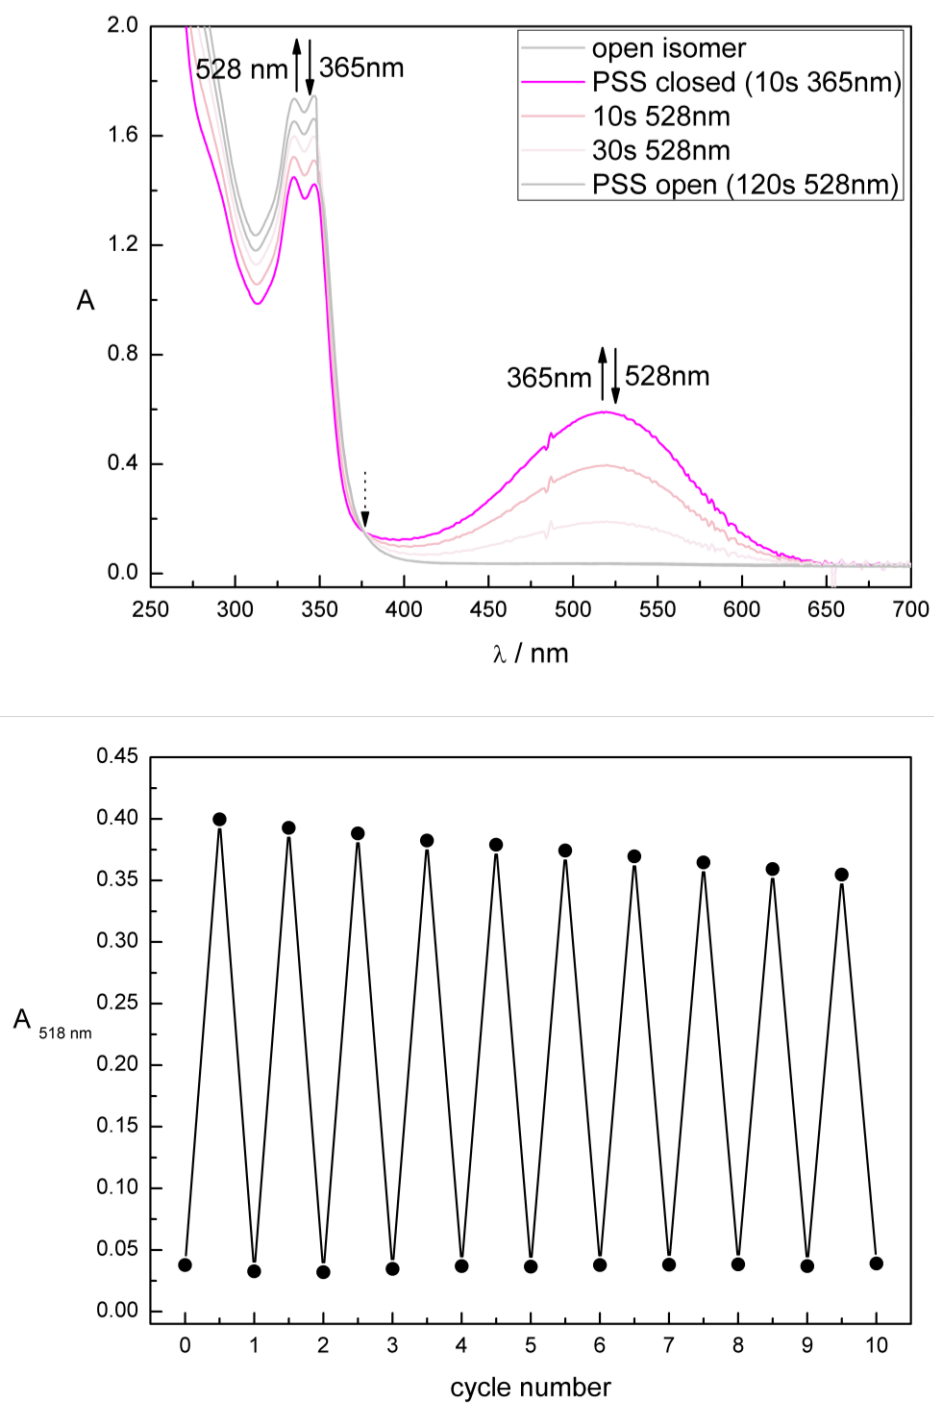 2.0
1.6
1.2
0.8
0.4
0.0
A
528 nm
365nm
open isomer
PSS closed (10s 365nm)
10s 528nm
30s 528nm
PSS open (120s 528nm)
365nm
528nm
250 300 350 400 450 500 550 600 650 700
λ / nm
0.45
0.40
0.35
0.30
0.25
0.20
0.15
0.10
0.05
0.00
A 518 nm
0 1 2 3 4 5 6 7 8 9 10
cycle number